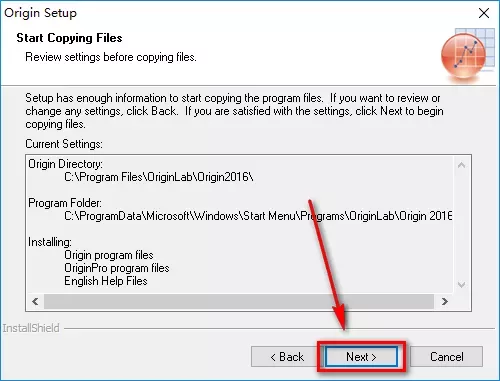 Origin Setup
Start Copying Files
Review settings before copying files.
Setup has enough information to start copying the program files.  If you want to review or
change any settings, click Back.  If you are satisfied with the settings, click Next to begin
copying files.
Current Settings:
Origin Directory:
C:\Program Files\OriginLab\Origin2016\
Program Folder:
C:\ProgramData\Microsoft\Windows\Start Menu\Programs\OriginLab\Origin 2016
Installing:
Origin program files
OriginPro program files
English Help Files
InstallShield
< Back
Next >
Cancel